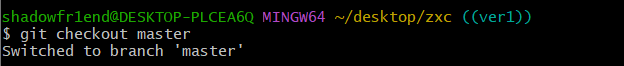 shadowfr1end@DESKTOP-PLCEA6Q MINGW64 ~/desktop/zxc ((ver1))
$ git checkout master
Switched to branch 'master'